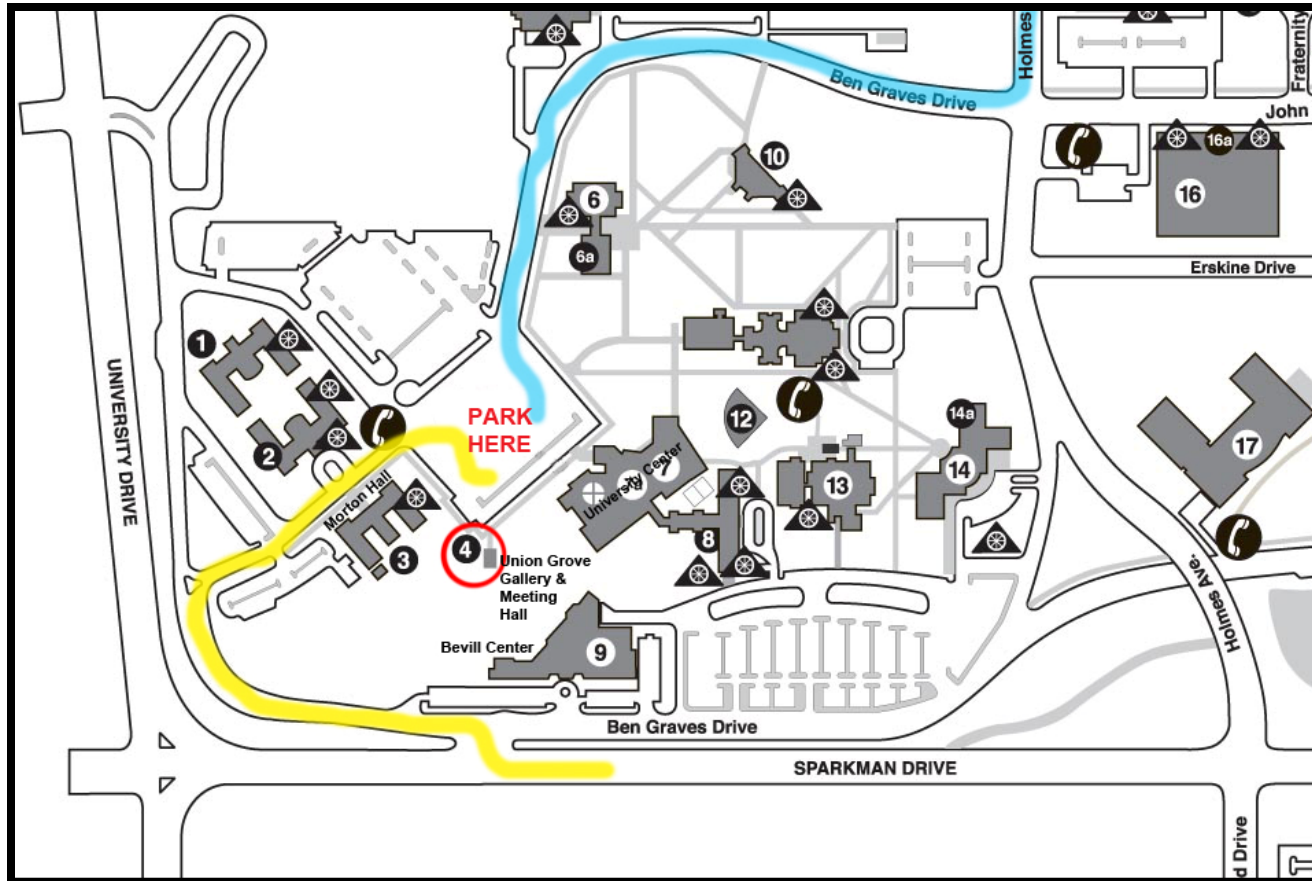 Holmes
Fraternity
Ben Graves Drive
John
16a
10
16
6
6a
Erskine Drive
1
UNIVERSITY DRIVE
PARK
HERE
12
14a
2
17
Morton Hall
University Center
7
13
14
4
8
3
Union Grove
Gallery &
Meeting
Hall
Holmes Ave.
Bevill Center
9
Ben Graves Drive
SPARKMAN DRIVE
d Drive